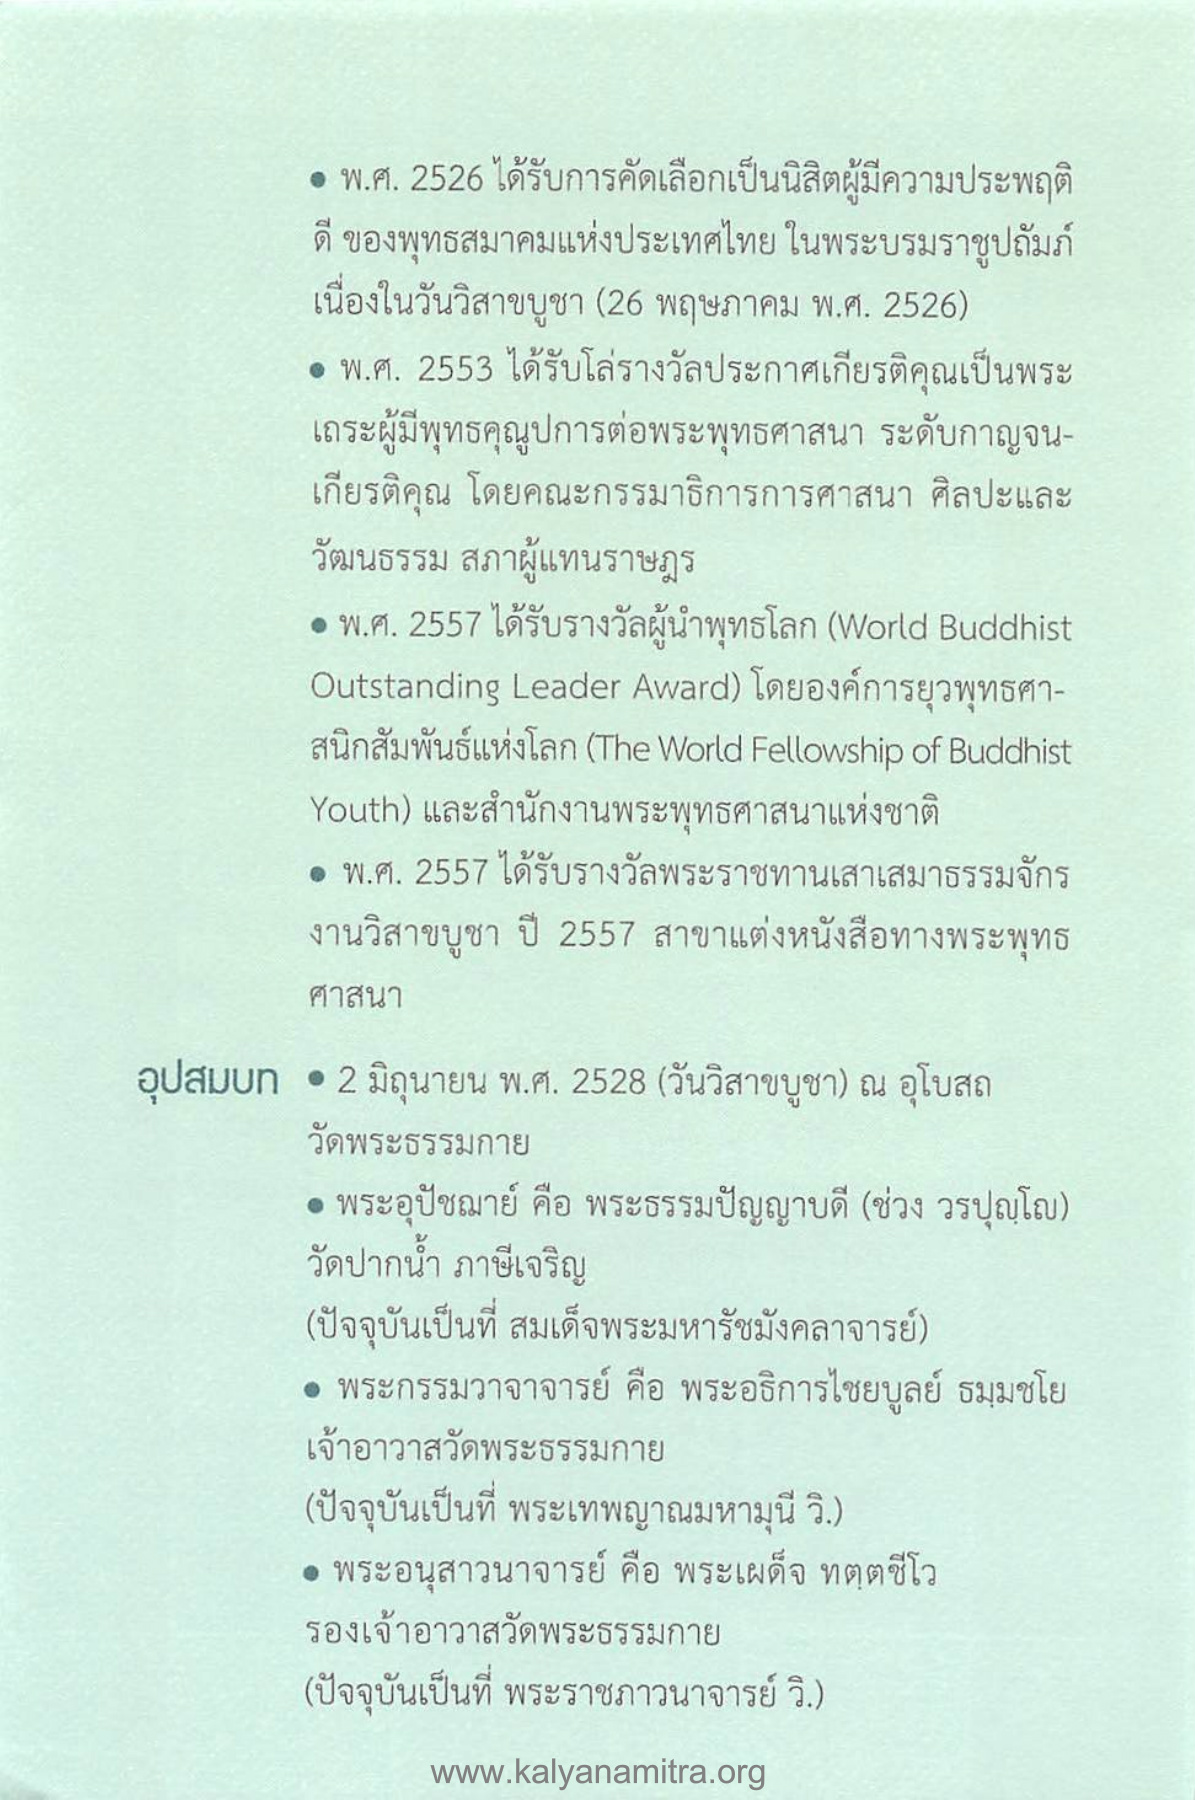 • พ.ศ. 2526 ได้รับการคัดเลือกเป็นนิสิตผู้มีความประพฤติ
ดี ของพุทธสมาคมแห่งประเทศไทย ในพระบรมราชูปถัมภ์
เนื่องในวันวิสาขบูชา (26 พฤษภาคม พ.ศ. 2526)
• พ.ศ. 2553 ได้รับโล่รางวัลประกาศเกียรติคุณเป็นพระ
เถระผู้มีพุทธคุณูปการต่อพระพุทธศาสนา ระดับกาญจน-
เกียรติคุณ โดยคณะกรรมาธิการการศาสนา ศิลปะและ
วัฒนธรรม สภาผู้แทนราษฎร
• พ.ศ. 2557 ได้รับรางวัลผู้นำพุทธโลก (World Buddhist
Outstanding Leader Award) โดยองค์การยุวพุทธศา-
สนิกสัมพันธ์แห่งโลก (The World Fellowship of Buddhist
Youth) และสำนักงานพระพุทธศาสนาแห่งชาติ
• พ.ศ. 2557 ได้รับรางวัลพระราชทานเสาเสมาธรรมจักร
งานวิสาขบูชา ปี 2557 สาขาแต่งหนังสือทางพระพุทธ
ศาสนา
อุปสมบท • 2 มิถุนายน พ.ศ. 2528 (วันวิสาขบูชา) ณ อุโบสถ
วัดพระธรรมกาย
• พระอุปัชฌาย์ คือ พระธรรมปัญญาบดี (ช่วง วรปุญฺโญ)
วัดปากน้ำ ภาษีเจริญ
(ปัจจุบันเป็นที่ สมเด็จพระมหารัชมังคลาจารย์)
• พระกรรมวาจาจารย์ คือ พระอธิการไชยบูลย์ ธมฺมชโย
เจ้าอาวาสวัดพระธรรมกาย
(ปัจจุบันเป็นที่ พระเทพญาณมหามุนี วิ.)
• พระอนุสาวนาจารย์ คือ พระเผด็จ ทตฺตชีโว
รองเจ้าอาวาสวัดพระธรรมกาย
(ปัจจุบันเป็นที่ พระราชภาวนาจารย์ วิ.)
www.kalyanamitra.org